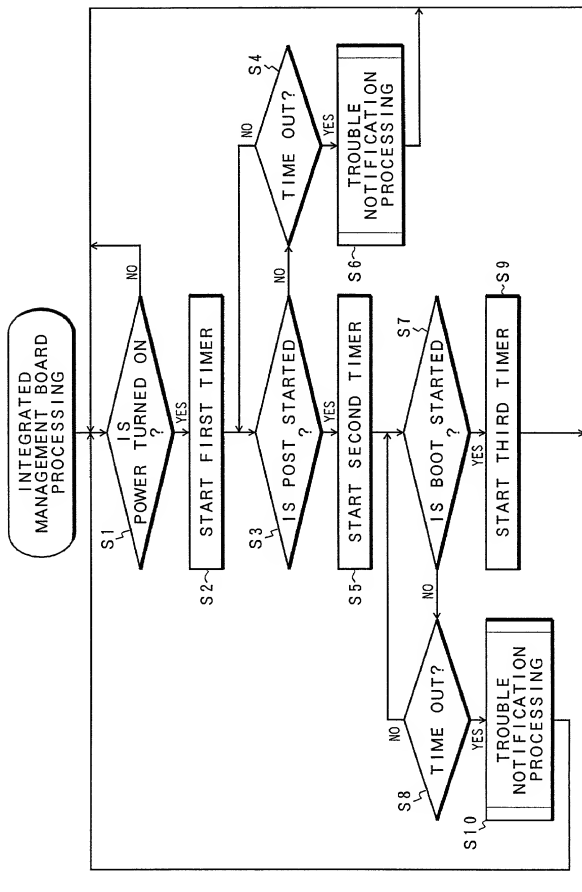 INTEGRATED
MANAGEMENT BOARD
PROCESSING
S1
IS
POWER TURNED ON
?
NO
YES
S2
START FIRST TIMER
S3
IS POST STARTED
?
NO
YES
S4
TIME OUT?
NO
YES
S5
START SECOND TIMER
S6
TROUBLE
NOTIFICATION
PROCESSING
S7
IS BOOT STARTED
?
NO
YES
S8
TIME OUT?
NO
YES
S9
START THIRD TIMER
S10
TROUBLE
NOTIFICATION
PROCESSING